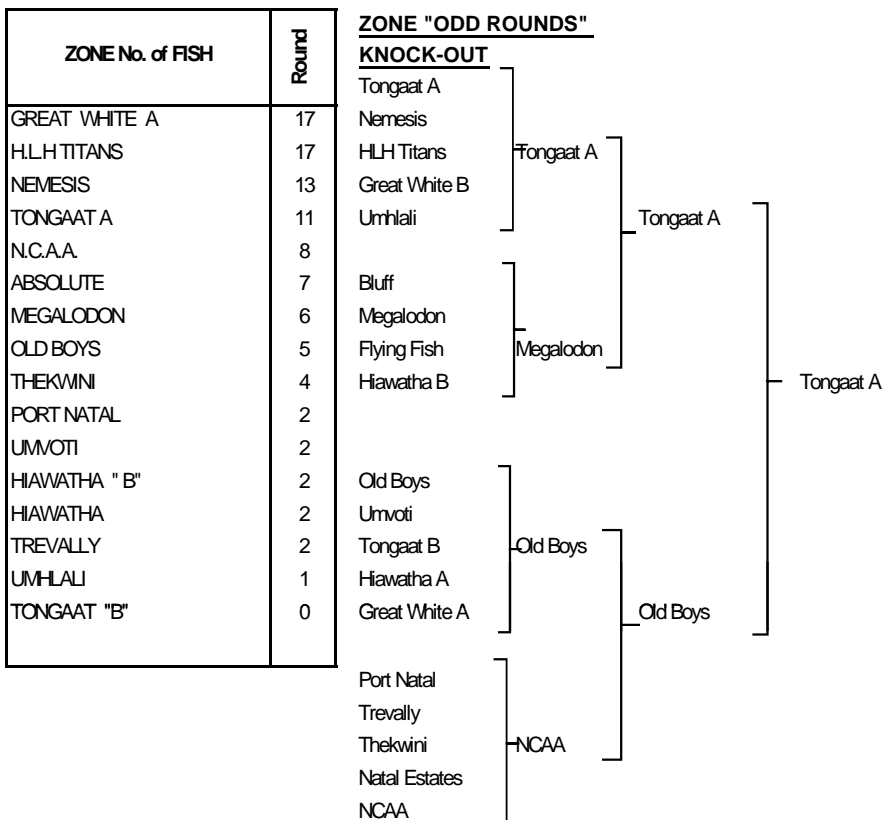 ZONE No. of FISH Round
GREAT WHITE A 17
H.L.H TITANS 17
NEMESIS 13
TONGAAT A 11
N.C.A.A. 8
ABSOLUTE 7
MEGALODON 6
OLD BOYS 5
THEKWINI 4
PORT NATAL 2
UMVOTI 2
HIAWATHA " B" 2
HIAWATHA 2
TREVALLY 2
UMHLALI 1
TONGAAT "B" 0
ZONE "ODD ROUNDS"
KNOCK-OUT
Tongaat A
Nemesis
HLH Titans
Great White B
Umhlali
Bluff
Megalodon
Flying Fish
Hiawatha B
Old Boys
Umvoti
Tongaat B
Hiawatha A
Great White A
Port Natal
Trevally
Thekwini
Natal Estates
NCAA
Tongaat A
Megalodon
Old Boys
NCAA
Tongaat A
Old Boys
Tongaat A